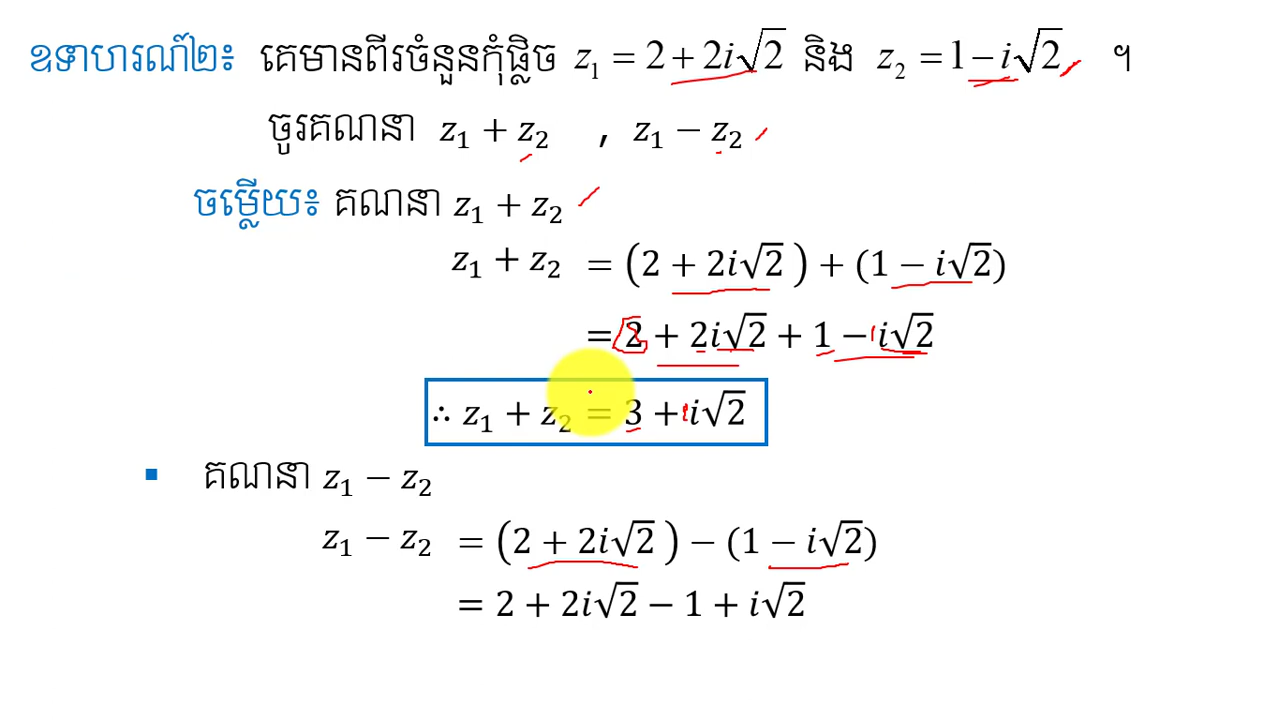 ឧទាហរណ៍២៖ គេមានពីរចំនួនកុំផ្លិច z₁ = 2 + 2i√2 និង z₂ = 1 − i√2 ។
ចូរគណនា z₁ + z₂ , z₁ − z₂
ចម្លើយ៖ គណនា z₁ + z₂
z₁ + z₂ = (2 + 2i√2) + (1 − i√2)
= 2 + 2i√2 + 1 − 1i√2
∴ z₁ + z₂ = 3 + 1i√2
▪ គណនា z₁ − z₂
z₁ − z₂ = (2 + 2i√2) − (1 − i√2)
= 2 + 2i√2 − 1 + i√2